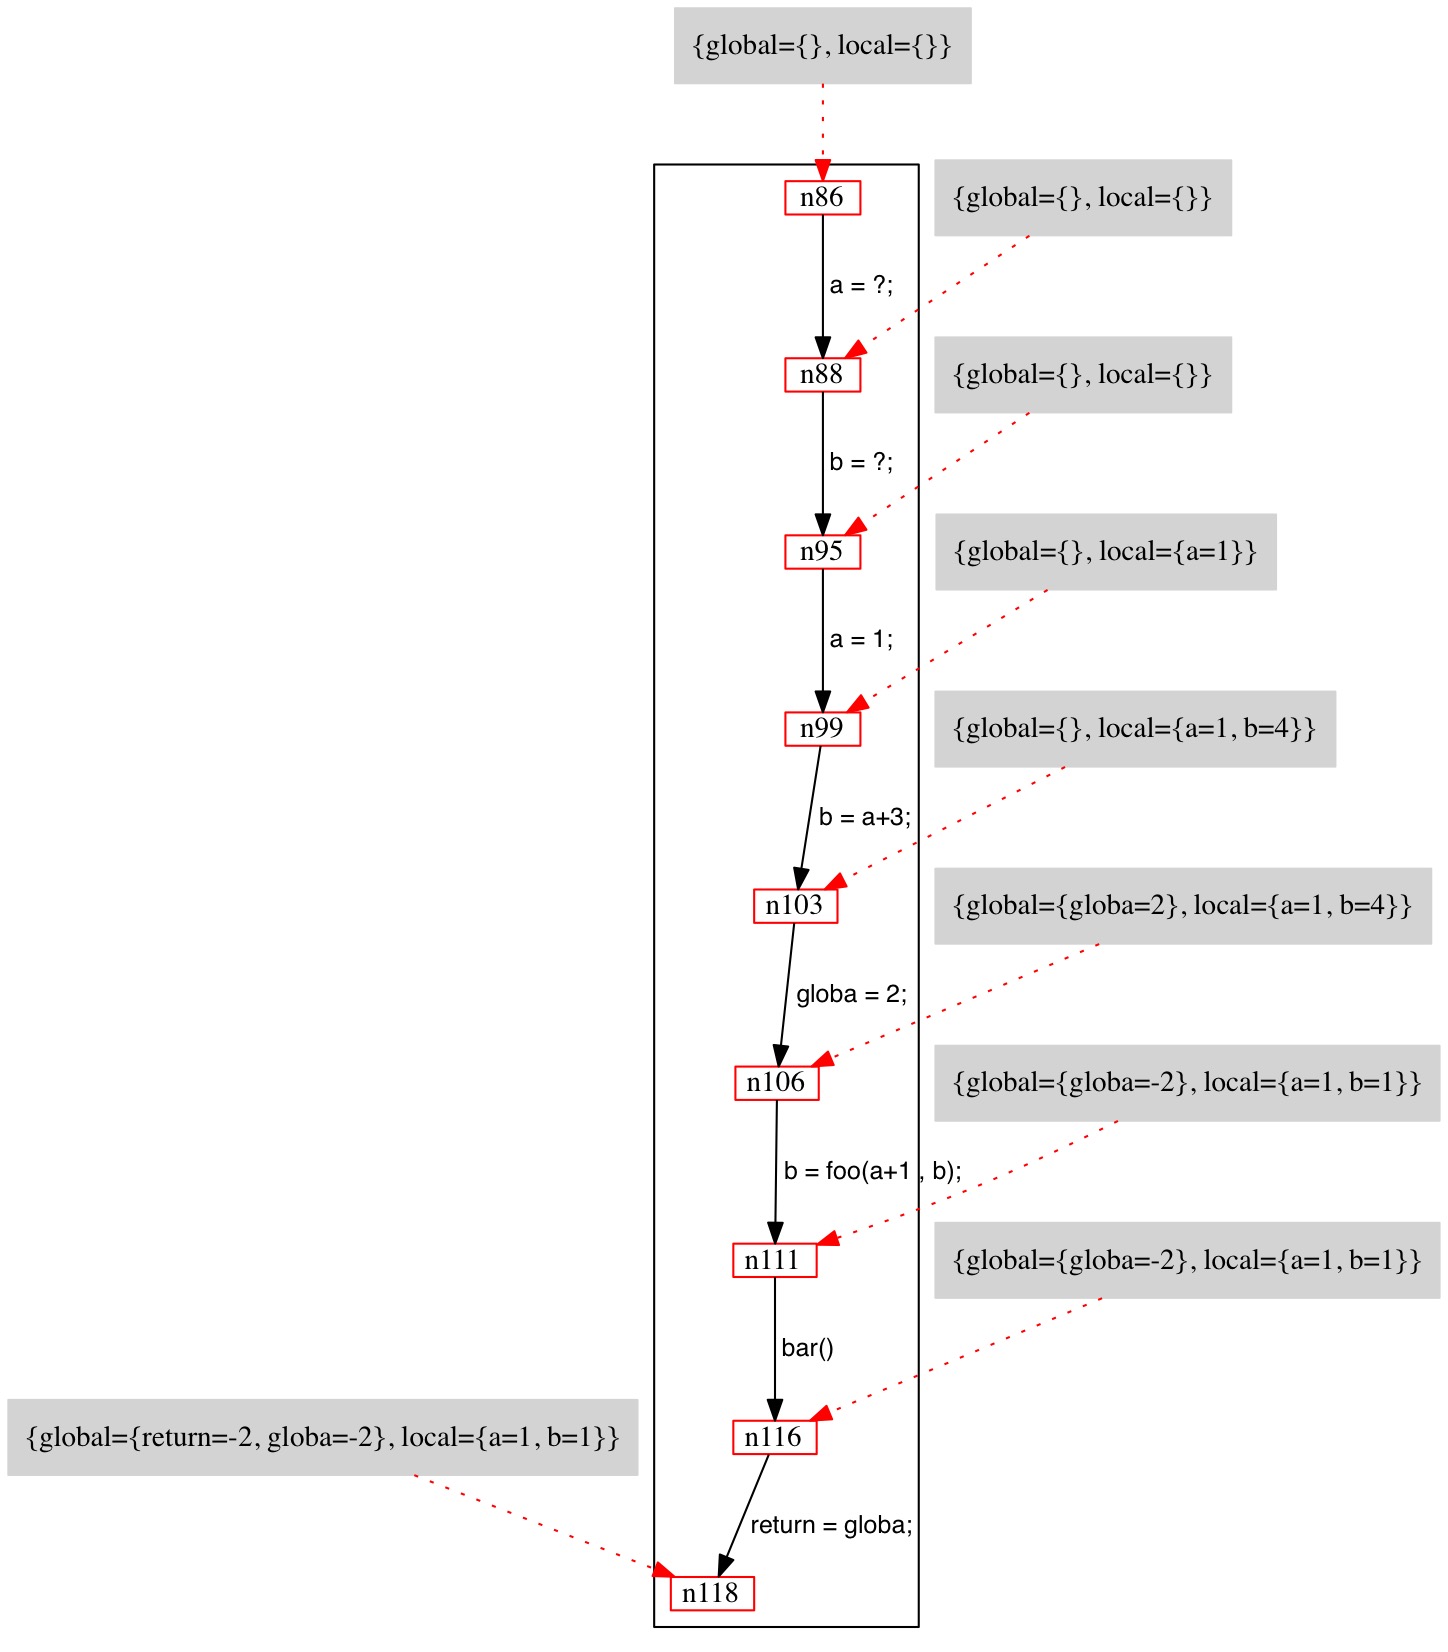 {global={}, local={}}
n86
{global={}, local={}}
a = ?;
n88
{global={}, local={}}
b = ?;
n95
{global={}, local={a=1}}
a = 1;
n99
{global={}, local={a=1, b=4}}
b = a+3;
n103
{global={globa=2}, local={a=1, b=4}}
globa = 2;
n106
{global={globa=-2}, local={a=1, b=1}}
b = foo(a+1 , b);
n111
{global={globa=-2}, local={a=1, b=1}}
bar()
n116
{global={return=-2, globa=-2}, local={a=1, b=1}}
return = globa;
n118